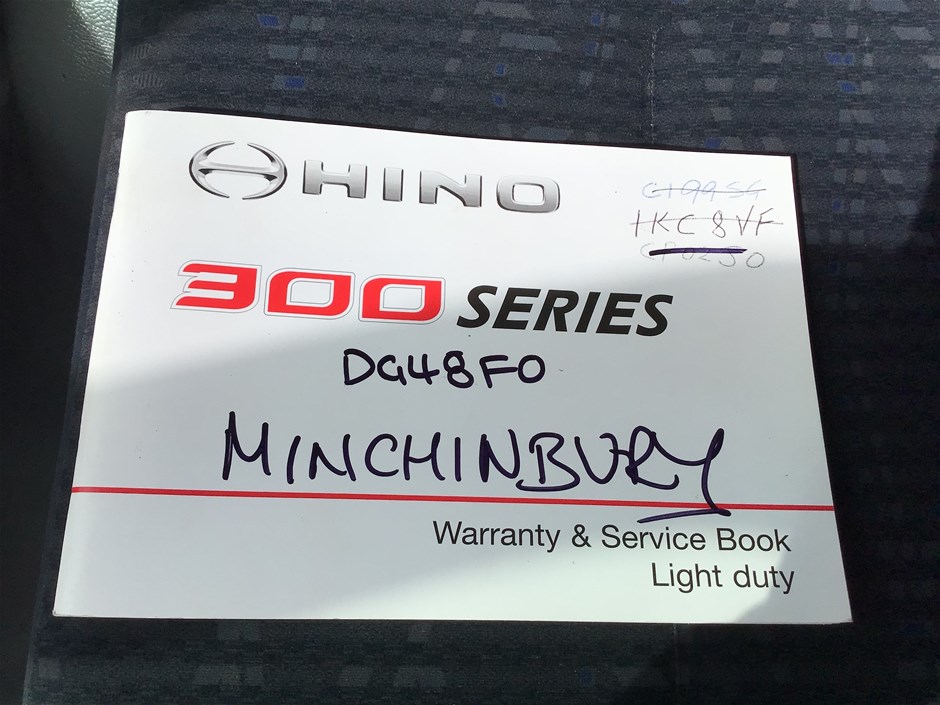 HINO
1KC8VF
300 SERIES
DG48FO
MINCHINBURY
Warranty & Service Book
Light duty